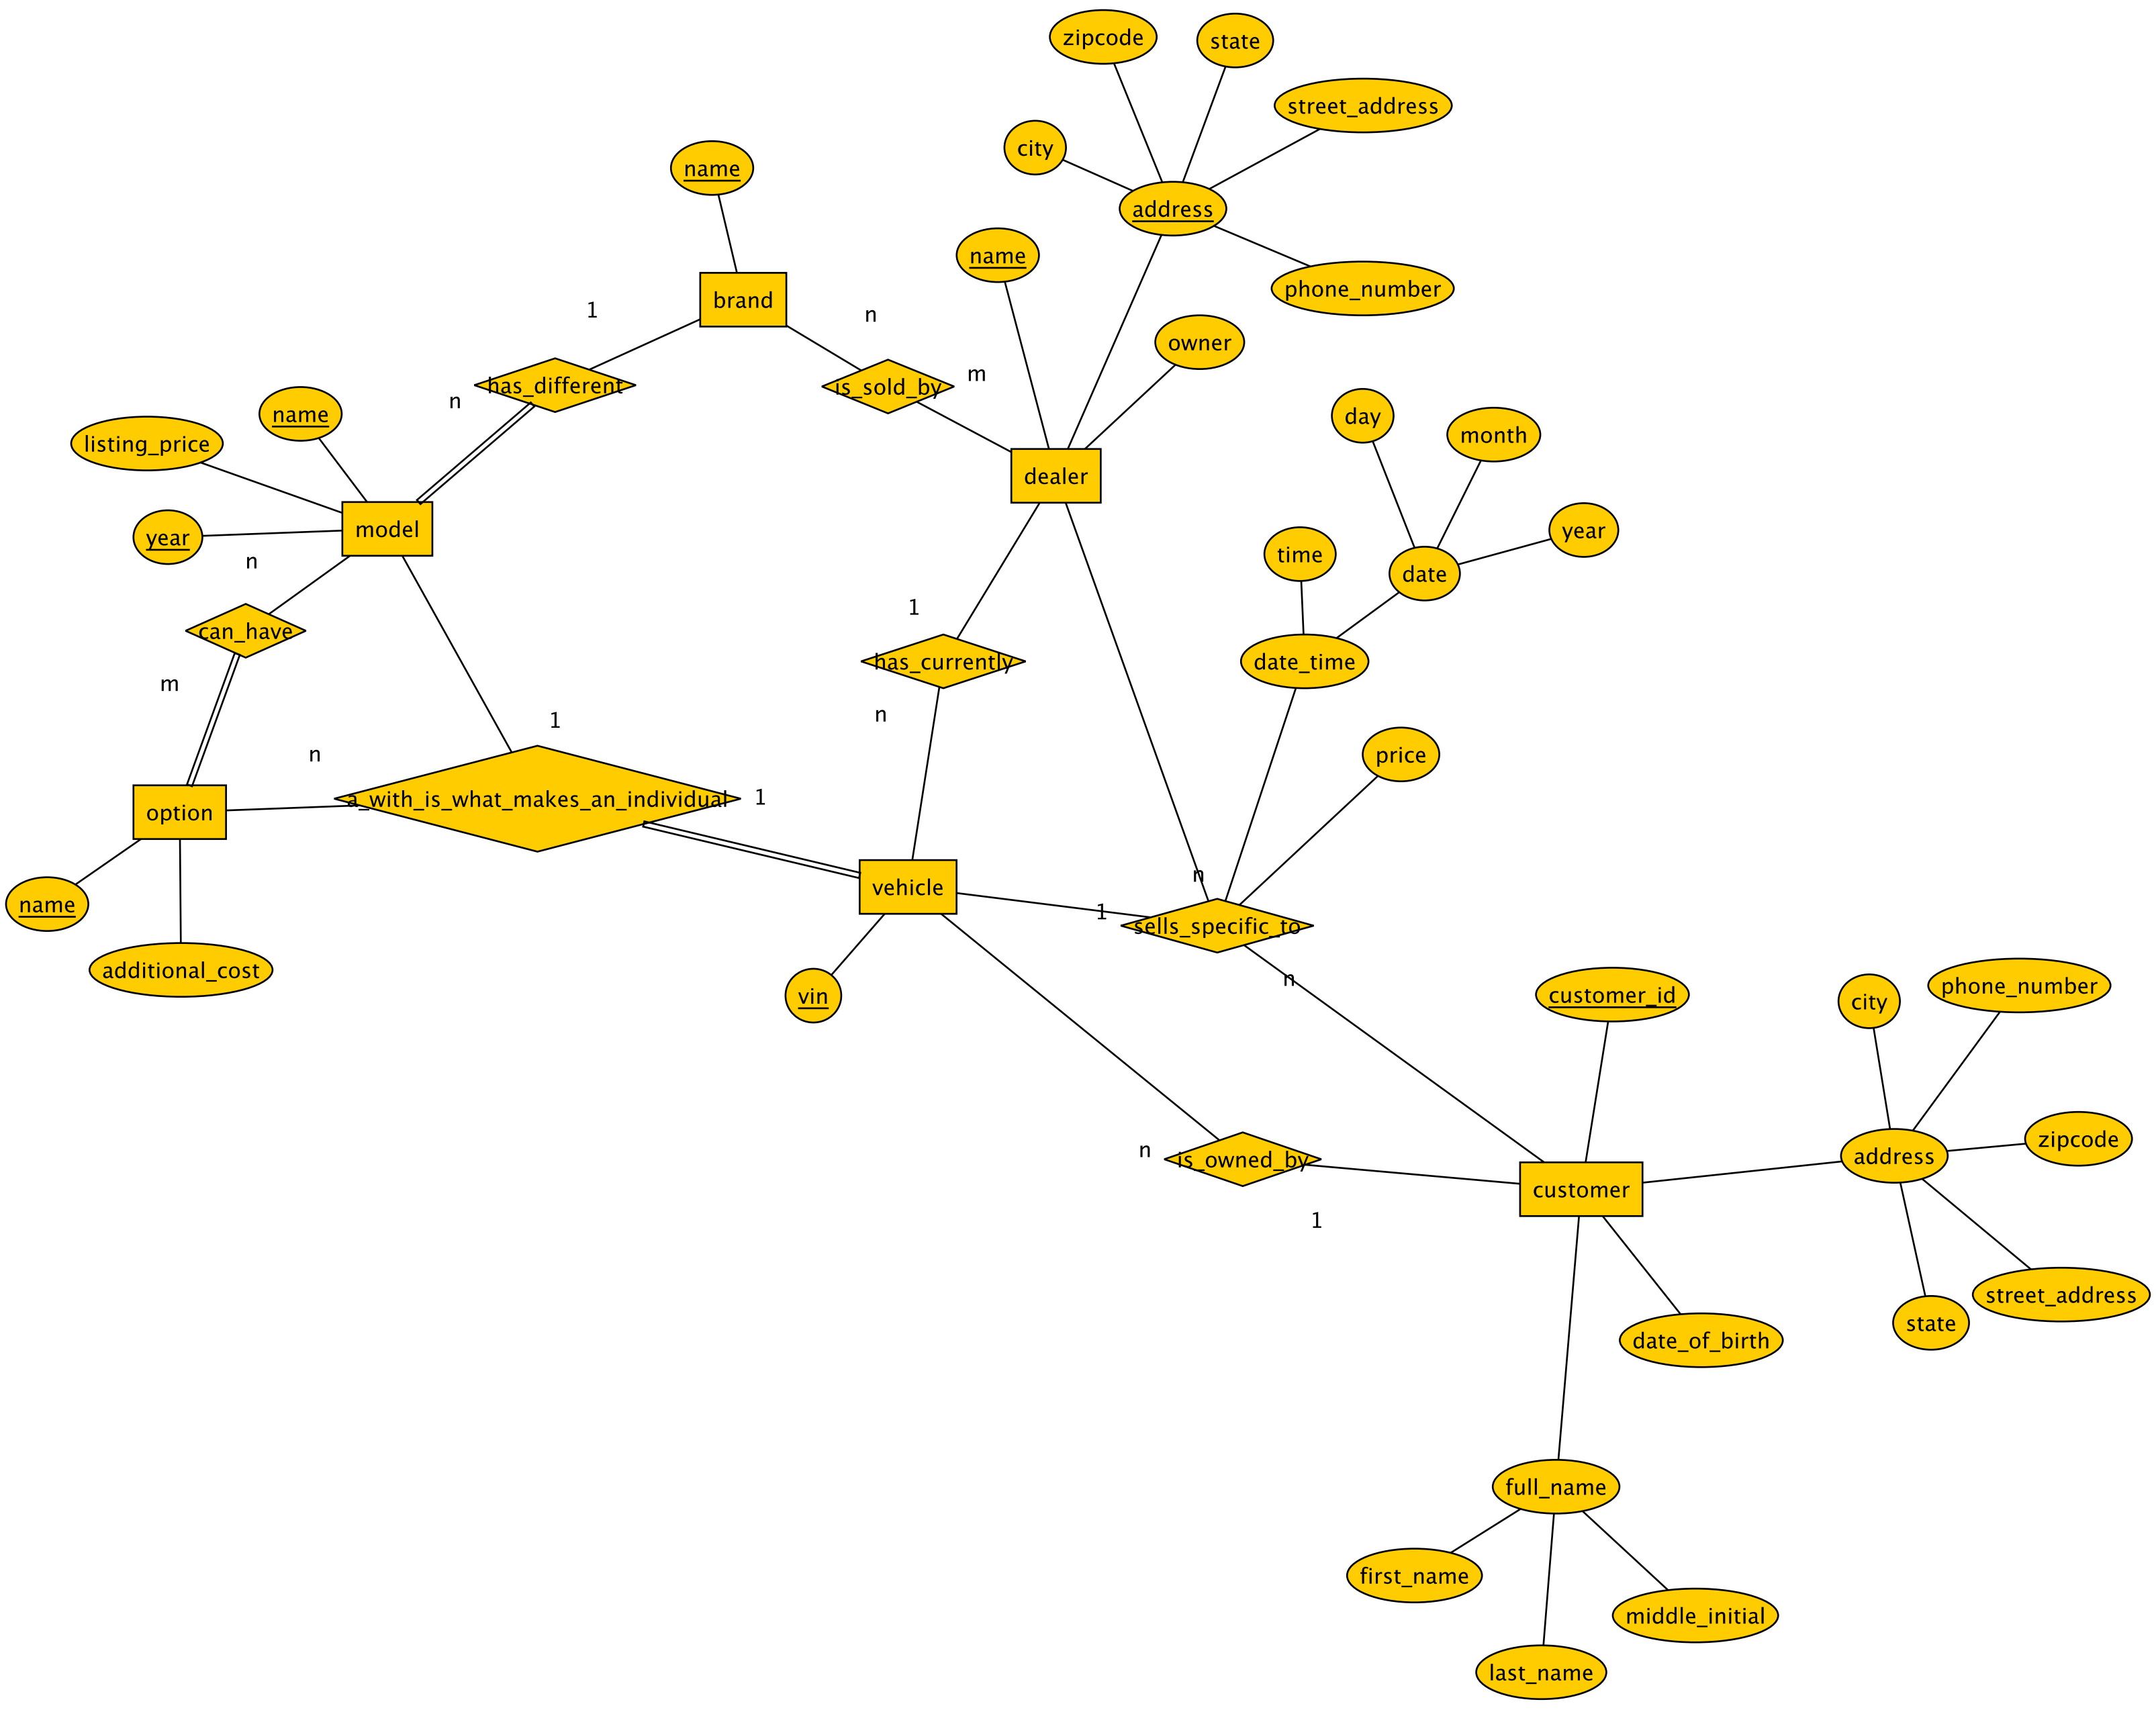 zipcode
state
street_address
city
name
address
name
phone_number
brand
1
n
owner
has_different
is_sold_by
m
n
name
day
month
listing_price
dealer
model
year
year
time
date
n
1
can_have
has_currently
date_time
m
n
1
n
price
a_with_is_what_makes_an_individual
1
option
n
vehicle
name
1
sells_specific_to
additional_cost
n
vin
customer_id
city
phone_number
n
is_owned_by
address
zipcode
customer
1
street_address
state
date_of_birth
full_name
first_name
middle_initial
last_name